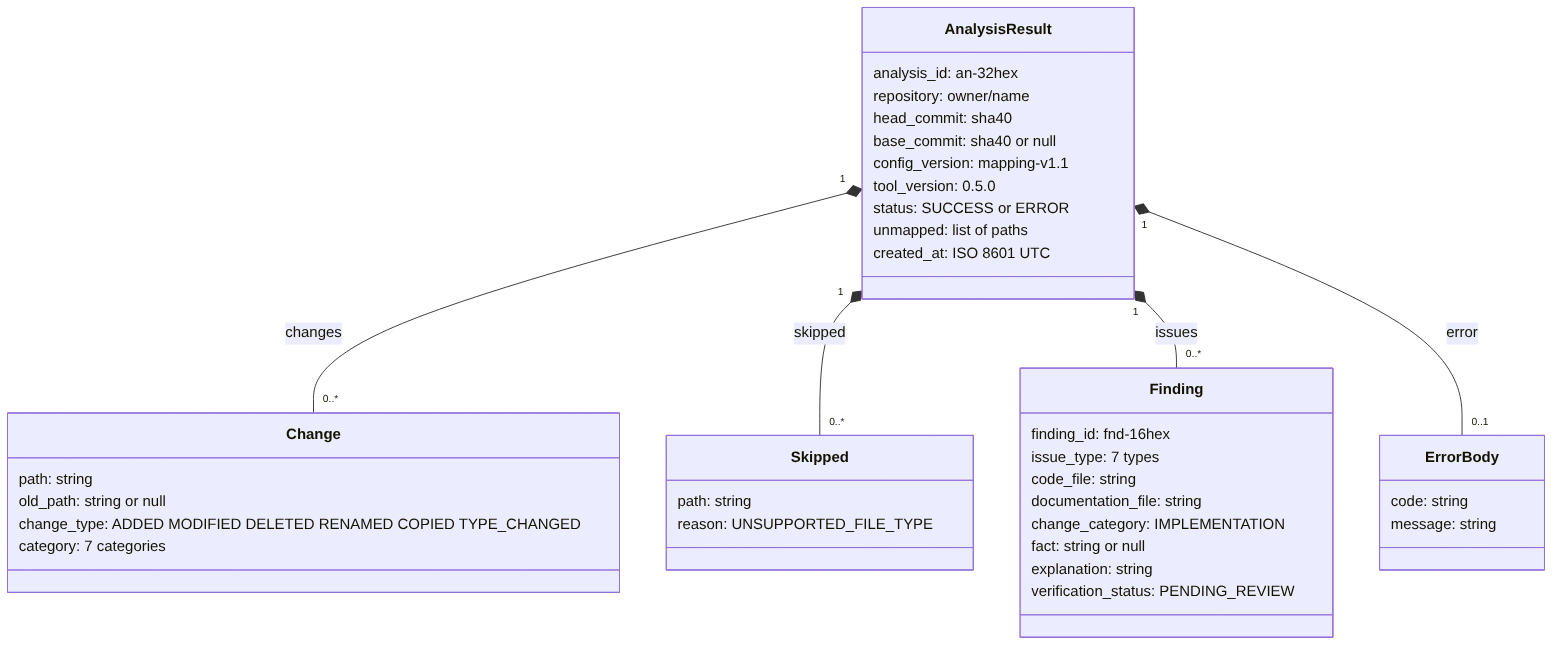 AnalysisResult
analysis_id: an-32hex
repository: owner/name
head_commit: sha40
base_commit: sha40 or null
config_version: mapping-v1.1
tool_version: 0.5.0
status: SUCCESS or ERROR
unmapped: list of paths
created_at: ISO 8601 UTC
1
1
1
1
changes
skipped
issues
error
0..*
0..*
0..*
0..1
Change
path: string
old_path: string or null
change_type: ADDED MODIFIED DELETED RENAMED COPIED TYPE_CHANGED
category: 7 categories
Skipped
path: string
reason: UNSUPPORTED_FILE_TYPE
Finding
finding_id: fnd-16hex
issue_type: 7 types
code_file: string
documentation_file: string
change_category: IMPLEMENTATION
fact: string or null
explanation: string
verification_status: PENDING_REVIEW
ErrorBody
code: string
message: string